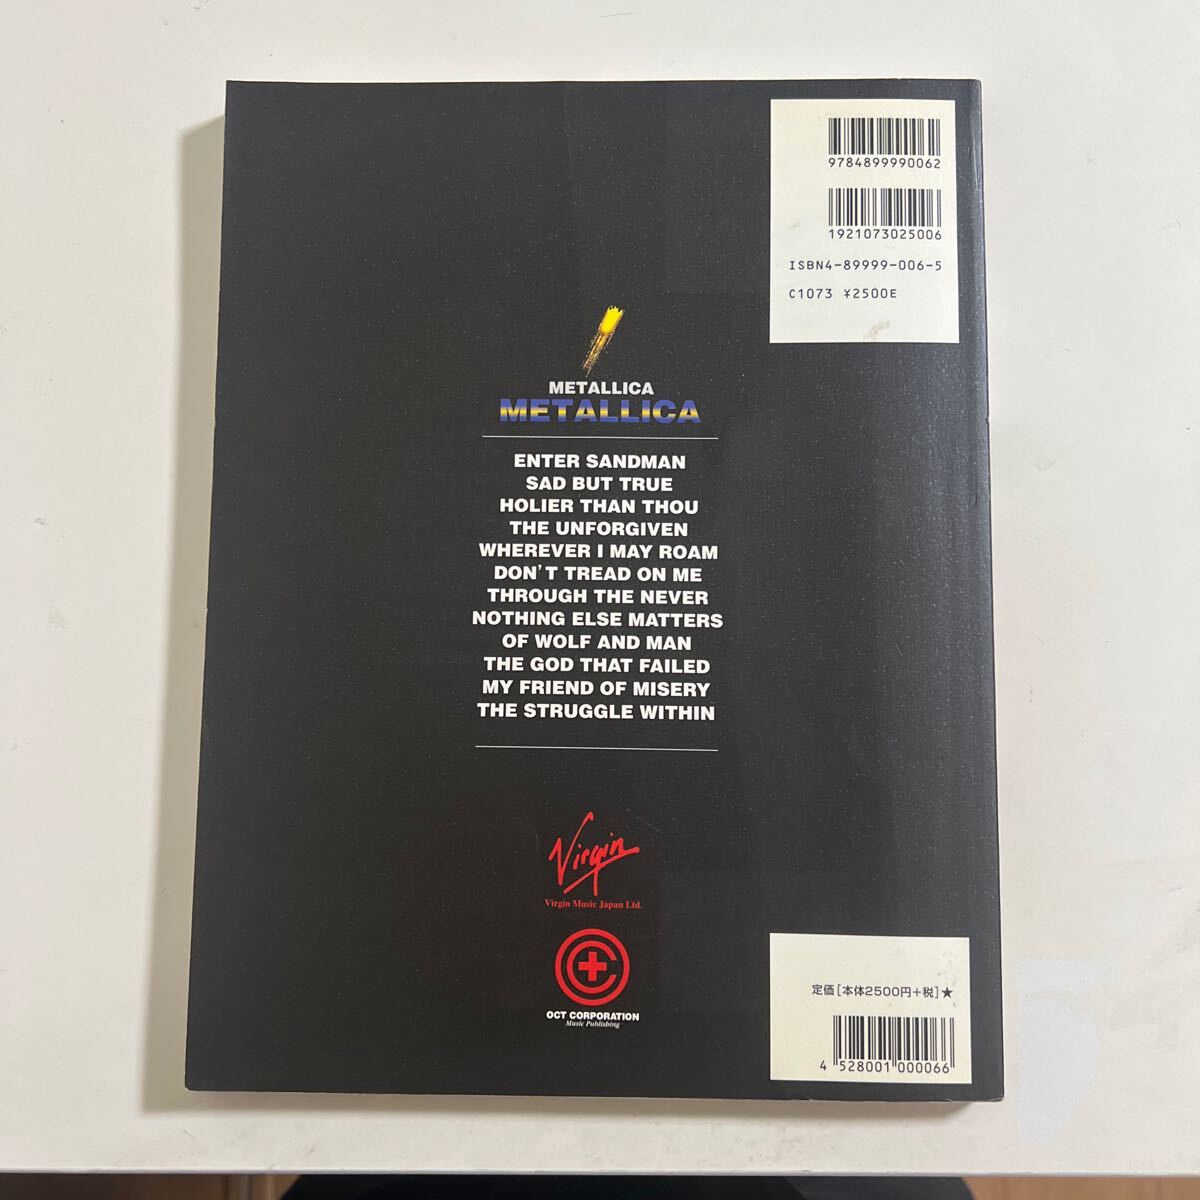 9784899990062
1921073025006
ISBN4-89999-006-5
C1073 ¥2500E
METALLICA
METALLICA
ENTER SANDMAN
SAD BUT TRUE
HOLIER THAN THOU
THE UNFORGIVEN
WHEREVER I MAY ROAM
DON'T TREAD ON ME
THROUGH THE NEVER
NOTHING ELSE MATTERS
OF WOLF AND MAN
THE GOD THAT FAILED
MY FRIEND OF MISERY
THE STRUGGLE WITHIN
Virgin
Virgin Music Japan Ltd.
OCT CORPORATION
Music Publishing
定価[本体2500円+税]★
4 528001 000066